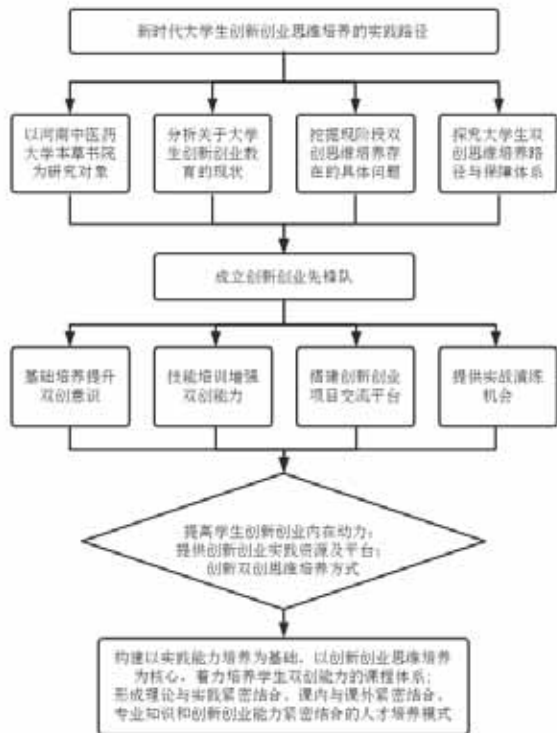 新时代大学生创新创业思维培养的实践路径
以河南中医药
大学本草书院
为研究对象
分析关于大学
生创新创业教
育的现状
挖掘现阶段双
创思维培养存
在的具体问题
探究大学生双
创思维培养路
径与保障体系
成立创新创业先锋队
基础培养提升
双创意识
技能培训增强
双创能力
搭建创新创业
项目交流平台
提供实战演练
机会
提高学生创新创业内在动力;
提供创新创业实践资源及平台;
创新双创思维培养方式
构建以实践能力培养为基础、以创新创业思维培养
为核心,着力培养学生双创能力的课程体系;
形成理论与实践紧密结合、课内与课外紧密结合、
专业知识和创新创业能力紧密结合的人才培养模式